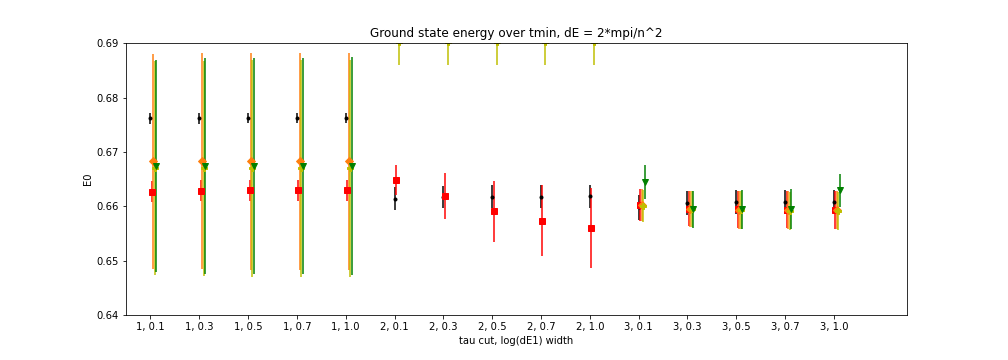 Ground state energy over tmin, dE = 2*mpi/n^2
0.69
0.68
0.67
0.66
0.65
0.64
E0
1, 0.1 1, 0.3 1, 0.5 1, 0.7 1, 1.0 2, 0.1 2, 0.3 2, 0.5 2, 0.7 2, 1.0 3, 0.1 3, 0.3 3, 0.5 3, 0.7 3, 1.0
tau cut, log(dE1) width